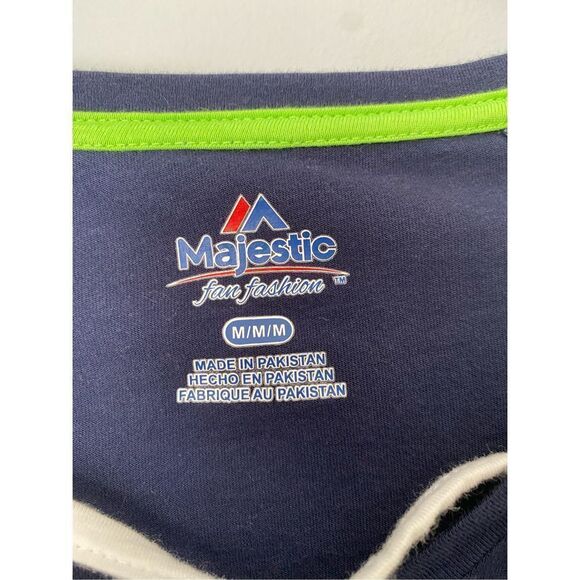 Majestic
fan fashion ™
M/M/M
MADE IN PAKISTAN
HECHO EN PAKISTAN
FABRIQUE AU PAKISTAN